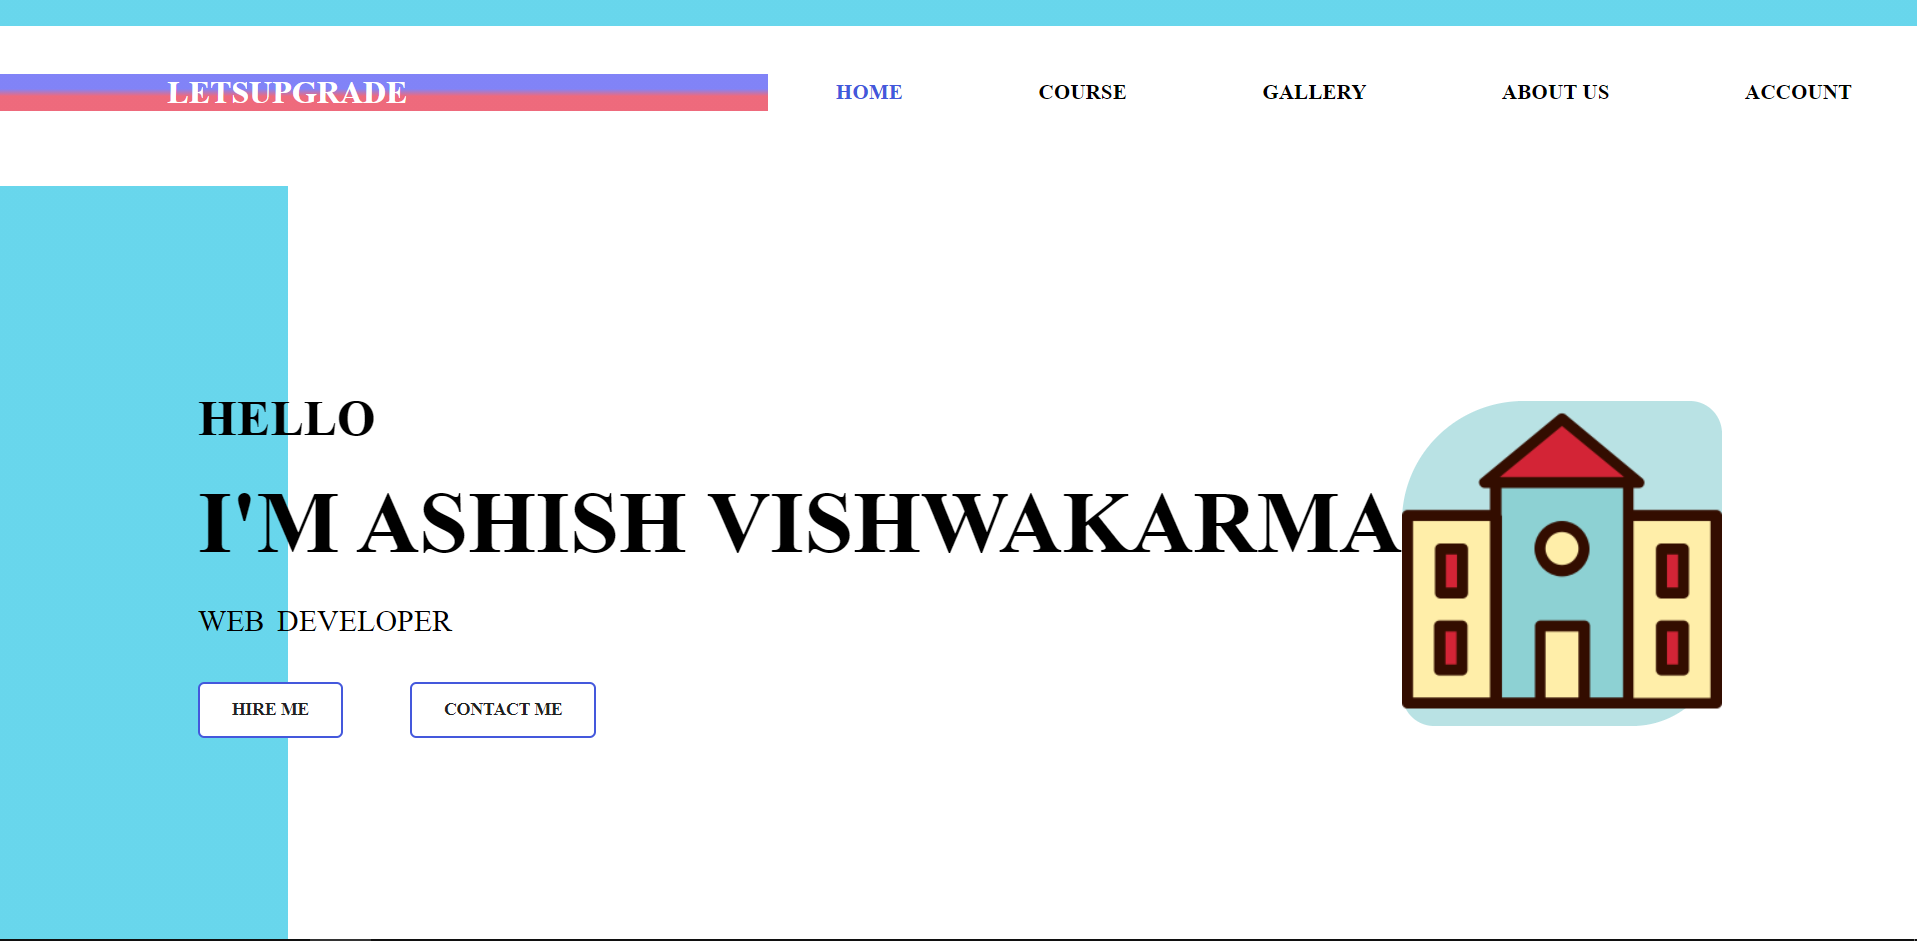 LETSUPGRADE
HOME COURSE GALLERY ABOUT US ACCOUNT
HELLO
I'M ASHISH VISHWAKARMA
WEB DEVELOPER
HIRE ME CONTACT ME